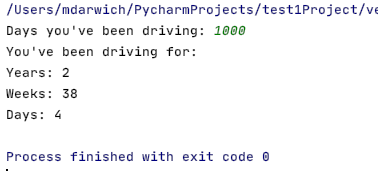 /Users/mdarwich/PycharmProjects/test1Project/ve
Days you've been driving: 1000
You've been driving for:
Years: 2
Weeks: 38
Days: 4
Process finished with exit code 0